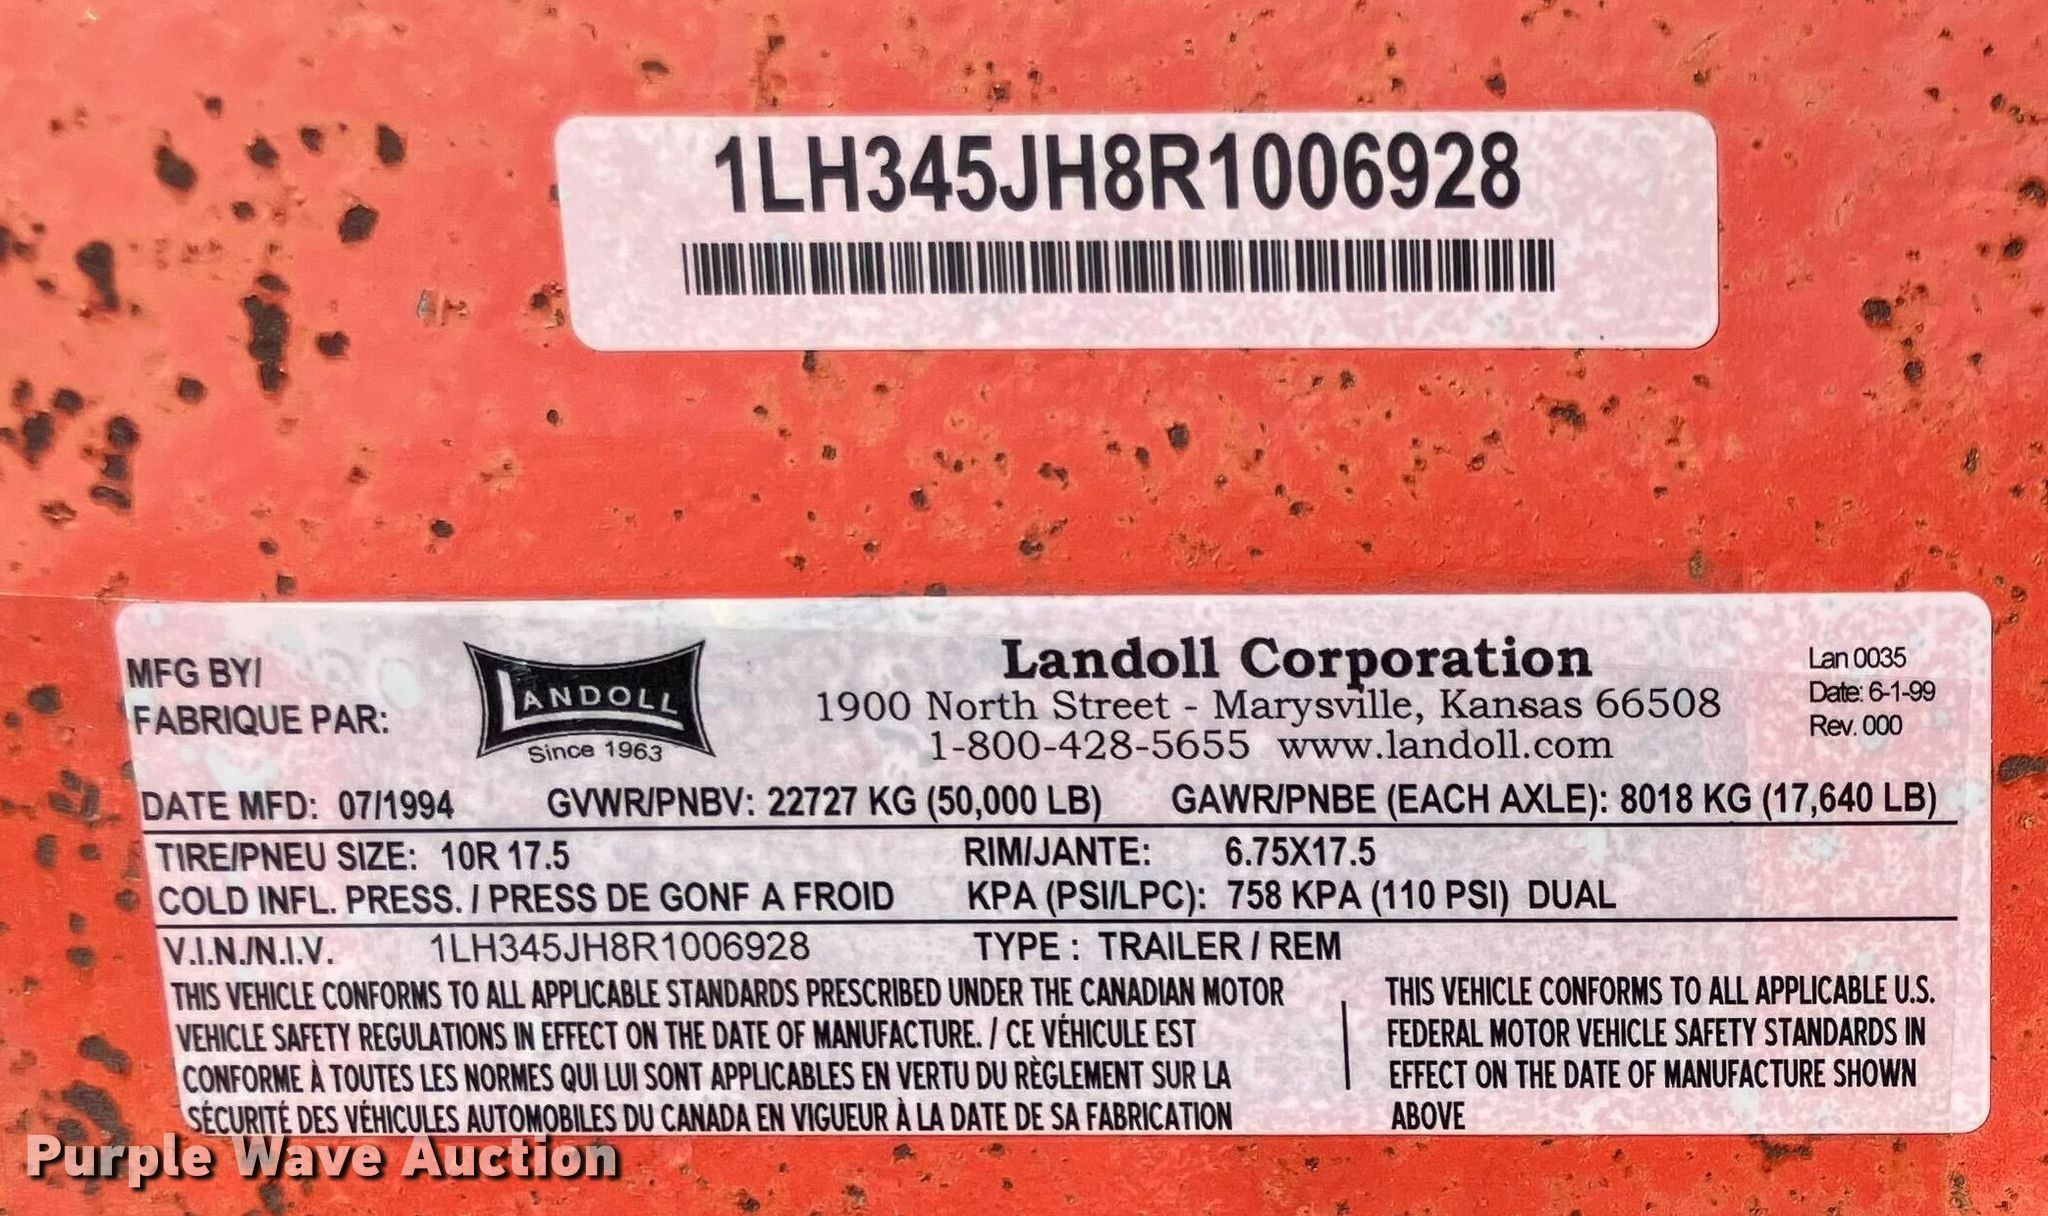 1LH345JH8R1006928
MFG BY/
FABRIQUE PAR:
LANDOLL
Since 1963
Landoll Corporation
1900 North Street - Marysville, Kansas 66508
1-800-428-5655 www.landoll.com
Lan 0035
Date: 6-1-99
Rev. 000
DATE MFD: 07/1994 GVWR/PNBV: 22727 KG (50,000 LB) GAWR/PNBE (EACH AXLE): 8018 KG (17,640 LB)
TIRE/PNEU SIZE: 10R 17.5 RIM/JANTE: 6.75X17.5
COLD INFL. PRESS. / PRESS DE GONF A FROID KPA (PSI/LPC): 758 KPA (110 PSI) DUAL
V.I.N./N.I.V. 1LH345JH8R1006928 TYPE : TRAILER / REM
THIS VEHICLE CONFORMS TO ALL APPLICABLE STANDARDS PRESCRIBED UNDER THE CANADIAN MOTOR
VEHICLE SAFETY REGULATIONS IN EFFECT ON THE DATE OF MANUFACTURE. / CE VÉHICULE EST
CONFORME À TOUTES LES NORMES QUI LUI SONT APPLICABLES EN VERTU DU RÈGLEMENT SUR LA
SÉCURITÉ DES VÉHICULES AUTOMOBILES DU CANADA EN VIGUEUR À LA DATE DE SA FABRICATION
THIS VEHICLE CONFORMS TO ALL APPLICABLE U.S.
FEDERAL MOTOR VEHICLE SAFETY STANDARDS IN
EFFECT ON THE DATE OF MANUFACTURE SHOWN
ABOVE
Purple Wave Auction